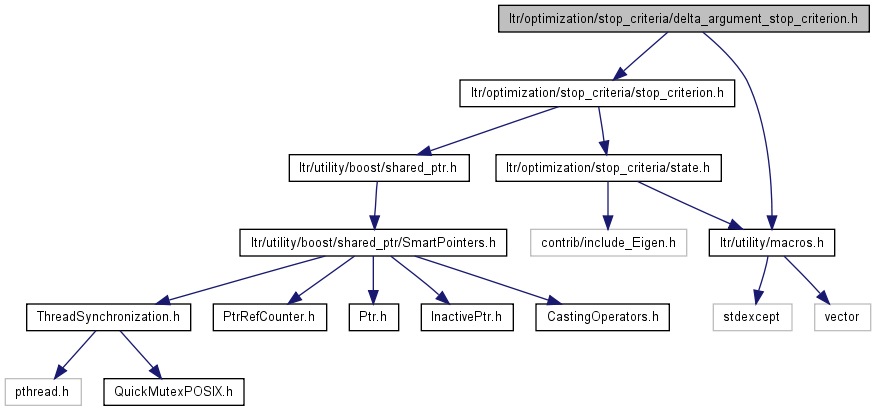 ltr/optimization/stop_criteria/delta_argument_stop_criterion.h
ltr/optimization/stop_criteria/stop_criterion.h
ltr/utility/boost/shared_ptr.h
ltr/optimization/stop_criteria/state.h
ltr/utility/boost/shared_ptr/SmartPointers.h
contrib/include_Eigen.h
ltr/utility/macros.h
ThreadSynchronization.h
PtrRefCounter.h
Ptr.h
InactivePtr.h
CastingOperators.h
stdexcept
vector
pthread.h
QuickMutexPOSIX.h